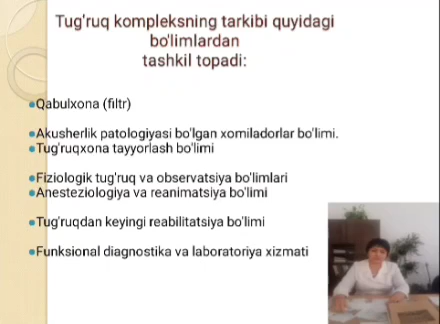 Tug'ruq kompleksning tarkibi quyidagi
bo'limlardan
tashkil topadi:
Qabulxona (filtr)
Akusherlik patologiyasi bo'lgan xomiladorlar bo'limi.
Tug'ruqxona tayyorlash bo'limi
Fiziologik tug'ruq va observatsiya bo'limlari
Anesteziologiya va reanimatsiya bo'limi
Tug'ruqdan keyingi reabilitatsiya bo'limi
Funksional diagnostika va laboratoriya xizmati